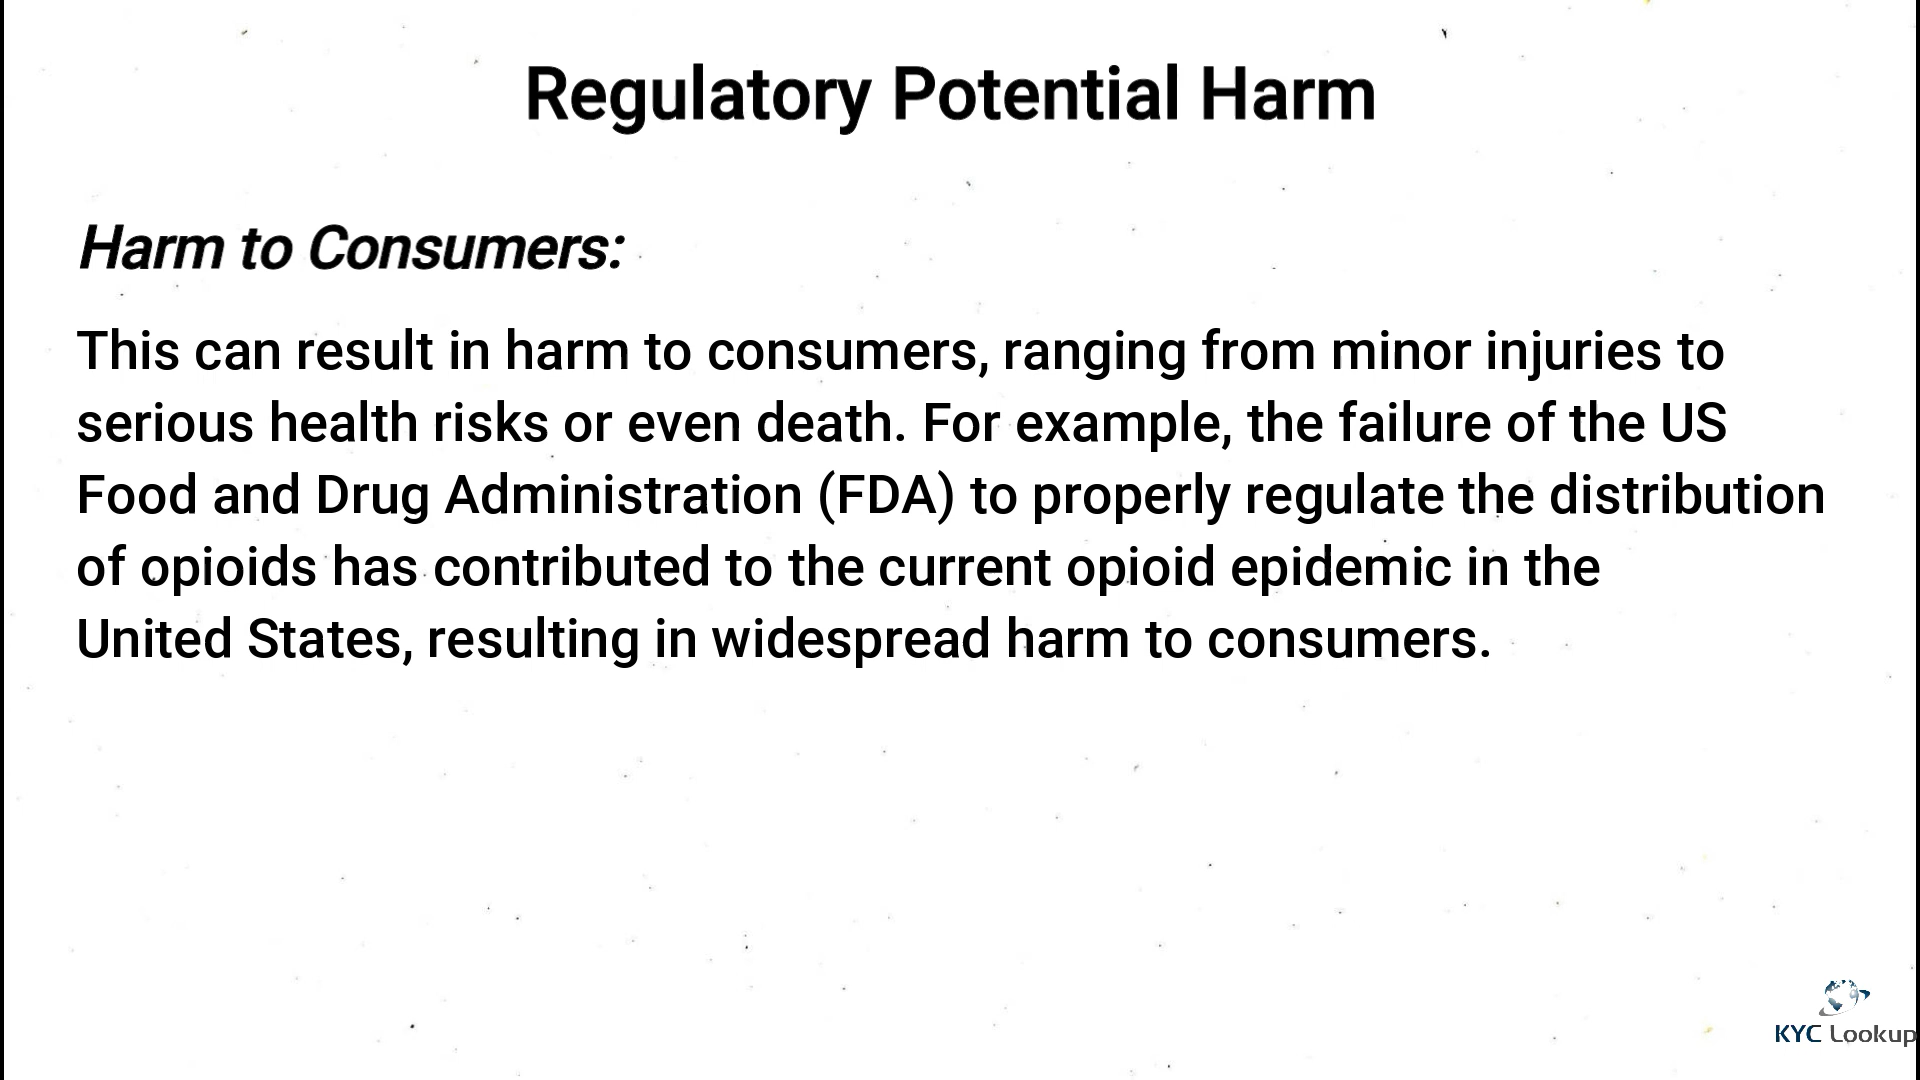 Regulatory Potential Harm
Harm to Consumers:
This can result in harm to consumers, ranging from minor injuries to
serious health risks or even death. For example, the failure of the US
Food and Drug Administration (FDA) to properly regulate the distribution
of opioids has contributed to the current opioid epidemic in the
United States, resulting in widespread harm to consumers.
KYC Lookup